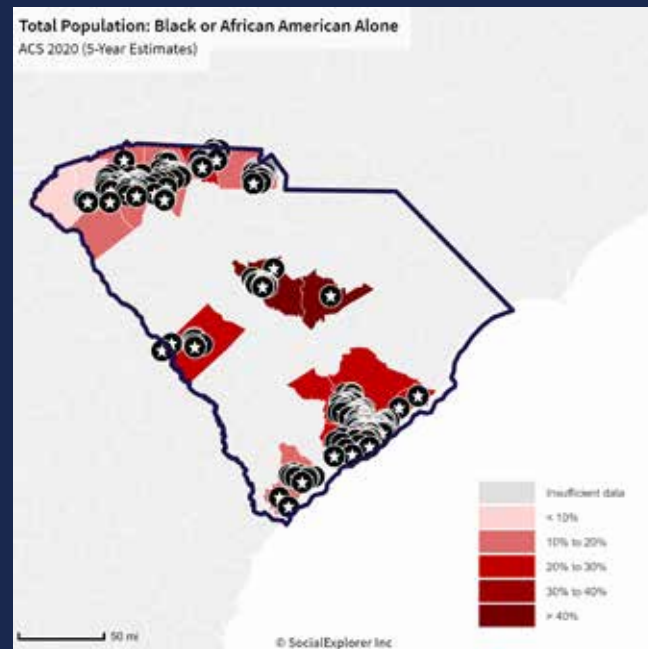 Total Population: Black or African American Alone
ACS 2020 (5-Year Estimates)
Insufficient data
< 10%
10% to 20%
20% to 30%
30% to 40%
> 40%
50 mi
© SocialExplorer Inc